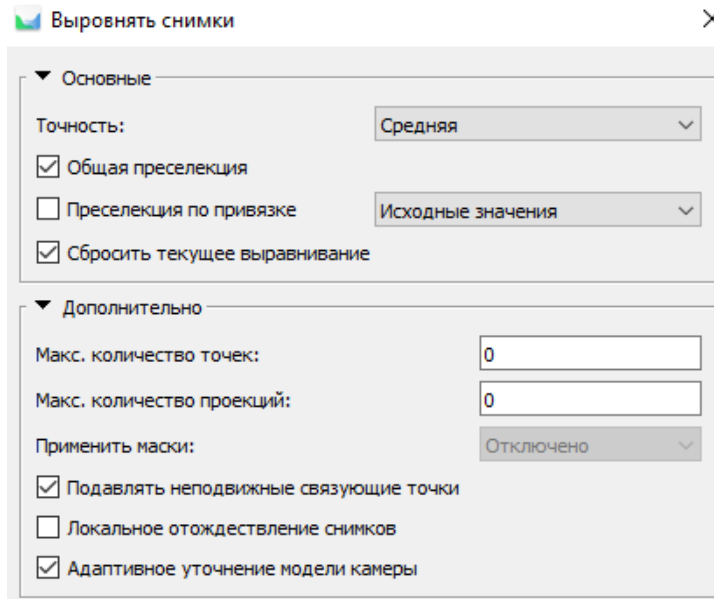 Выровнять снимки
Основные
Точность: Средняя
Общая преселекция
Преселекция по привязке Исходные значения
Сбросить текущее выравнивание
Дополнительно
Макс. количество точек: 0
Макс. количество проекций: 0
Применить маски: Отключено
Подавлять неподвижные связующие точки
Локальное отождествление снимков
Адаптивное уточнение модели камеры